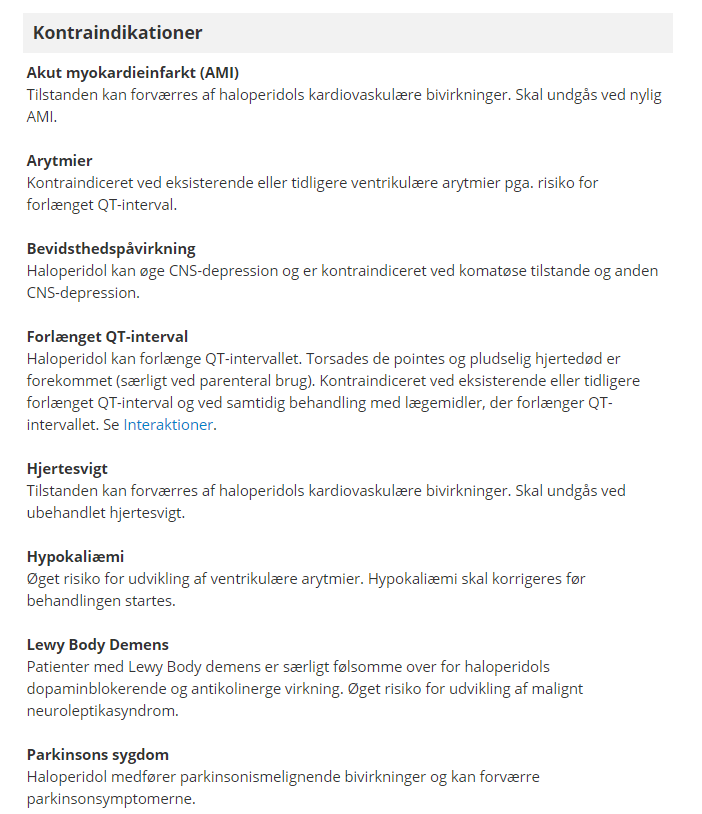 Kontraindikationer
Akut myokardieinfarkt (AMI)
Tilstanden kan forværres af haloperidols kardiovaskulære bivirkninger. Skal undgås ved nylig
AMI.
Arytmier
Kontraindiceret ved eksisterende eller tidligere ventrikulære arytmier pga. risiko for
forlænget QT-interval.
Bevidsthedspåvirkning
Haloperidol kan øge CNS-depression og er kontraindiceret ved komatøse tilstande og anden
CNS-depression.
Forlænget QT-interval
Haloperidol kan forlænge QT-intervallet. Torsades de pointes og pludselig hjertedød er
forekommet (særligt ved parenteral brug). Kontraindiceret ved eksisterende eller tidligere
forlænget QT-interval og ved samtidig behandling med lægemidler, der forlænger QT-
intervallet. Se Interaktioner.
Hjertesvigt
Tilstanden kan forværres af haloperidols kardiovaskulære bivirkninger. Skal undgås ved
ubehandlet hjertesvigt.
Hypokaliæmi
Øget risiko for udvikling af ventrikulære arytmier. Hypokaliæmi skal korrigeres før
behandlingen startes.
Lewy Body Demens
Patienter med Lewy Body demens er særligt følsomme over for haloperidols
dopaminblokerende og antikolinerge virkning. Øget risiko for udvikling af malignt
neuroleptikasyndrom.
Parkinsons sygdom
Haloperidol medfører parkinsonismelignende bivirkninger og kan forværre
parkinsonsymptomerne.